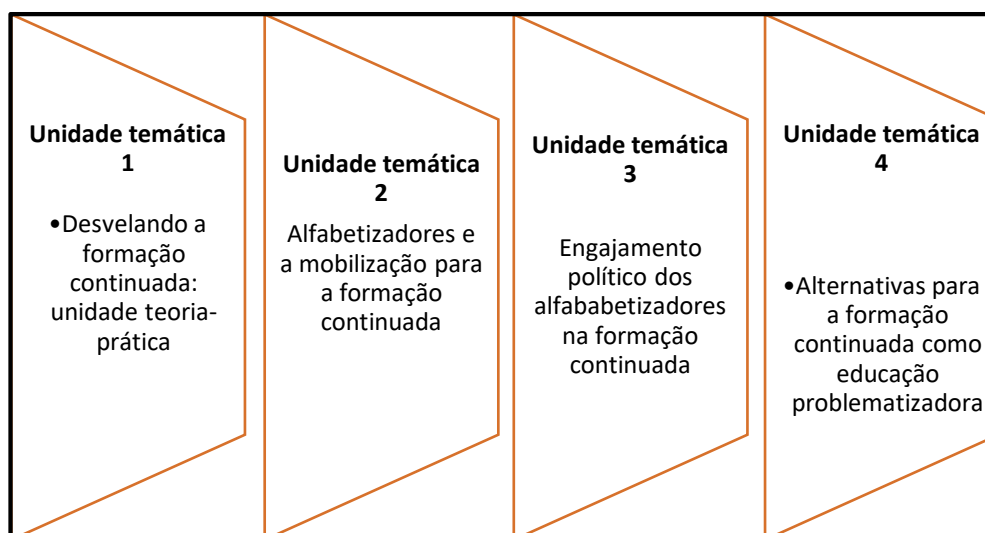 Unidade temática
1
•Desvelando a
formação
continuada:
unidade teoria-
prática
Unidade temática
2
Alfabetizadores e
a mobilização para
a formação
continuada
Unidade temática
3
Engajamento
político dos
alfababetizadores
na formação
continuada
Unidade temática
4
•Alternativas para
a formação
continuada como
educação
problematizadora